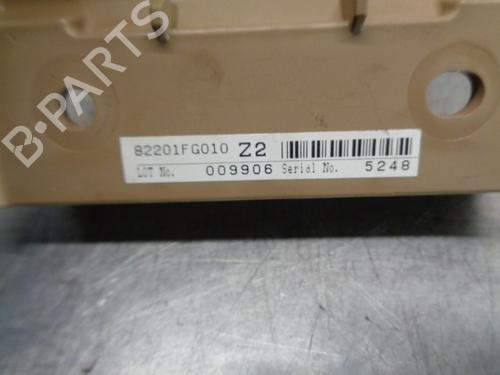 B-PARTS
82201FG010 Z2
LOT No. 009906 Serial No. 5248